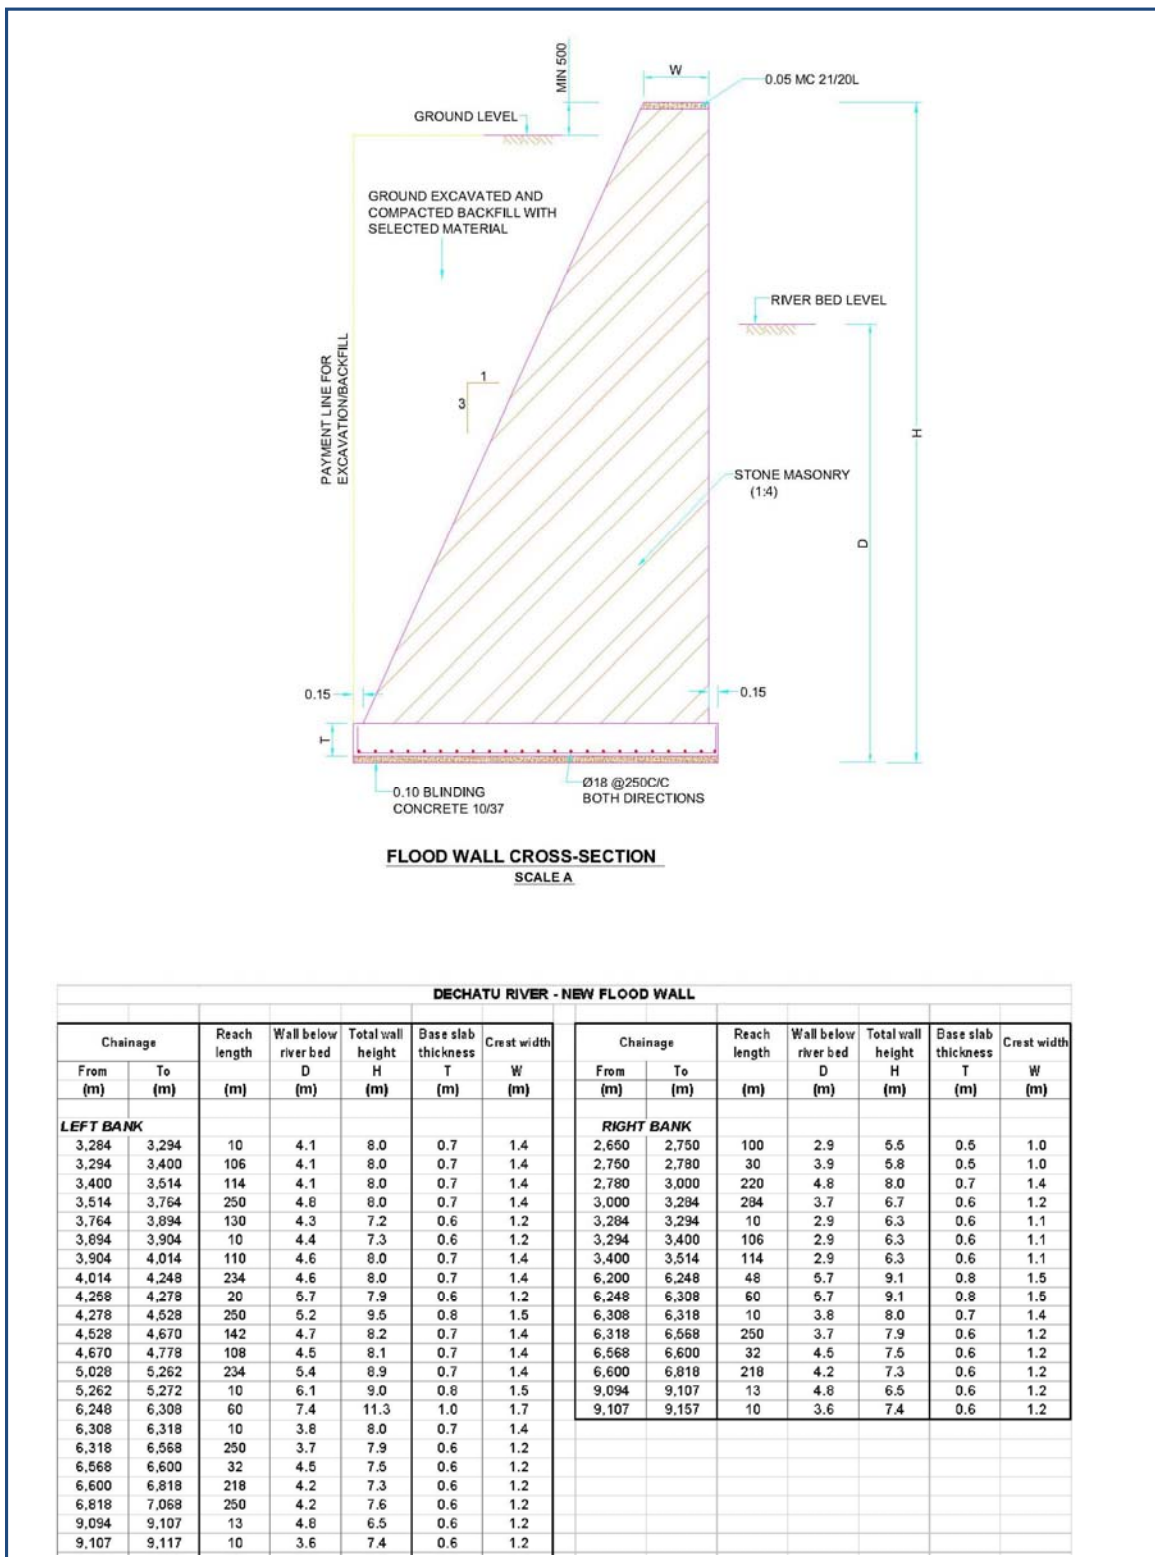 MIN 500
W
0.05 MC 21/20L
GROUND LEVEL
GROUND EXCAVATED AND
COMPACTED BACKFILL WITH
SELECTED MATERIAL
RIVER BED LEVEL
PAYMENT LINE FOR
EXCAVATION/BACKFILL
1
3
H
STONE MASONRY
(1:4)
D
0.15
0.15
T
0.10 BLINDING
CONCRETE 10/37
Ø18 @250C/C
BOTH DIRECTIONS
FLOOD WALL CROSS-SECTION
SCALE A
DECHATU RIVER - NEW FLOOD WALL
Chainage Reach Wall below Total wall Base slab Crest width Chainage Reach Wall below Total wall Base slab Crest width
length river bed height thickness length river bed height thickness
From To D H T W From To D H T W
(m) (m) (m) (m) (m) (m) (m) (m) (m) (m) (m) (m) (m) (m)
LEFT BANK RIGHT BANK
3,284 3,294 10 4.1 8.0 0.7 1.4 2,650 2,750 100 2.9 5.5 0.5 1.0
3,294 3,400 106 4.1 8.0 0.7 1.4 2,750 2,780 30 3.9 5.8 0.5 1.0
3,400 3,514 114 4.1 8.0 0.7 1.4 2,780 3,000 220 4.8 8.0 0.7 1.4
3,514 3,764 250 4.8 8.0 0.7 1.4 3,000 3,284 284 3.7 6.7 0.6 1.2
3,764 3,894 130 4.3 7.2 0.6 1.2 3,284 3,294 10 2.9 6.3 0.6 1.1
3,894 3,904 10 4.4 7.3 0.6 1.2 3,294 3,400 106 2.9 6.3 0.6 1.1
3,904 4,014 110 4.6 8.0 0.7 1.4 3,400 3,514 114 2.9 6.3 0.6 1.1
4,014 4,248 234 4.6 8.0 0.7 1.4 6,200 6,248 48 5.7 9.1 0.8 1.5
4,258 4,278 20 5.7 7.9 0.6 1.2 6,248 6,308 60 5.7 9.1 0.8 1.5
4,278 4,528 250 5.2 9.5 0.8 1.5 6,308 6,318 10 3.8 8.0 0.7 1.4
4,528 4,670 142 4.7 8.2 0.7 1.4 6,318 6,568 250 3.7 7.9 0.6 1.2
4,670 4,778 108 4.5 8.1 0.7 1.4 6,568 6,600 32 4.5 7.5 0.6 1.2
5,028 5,262 234 5.4 8.9 0.7 1.4 6,600 6,818 218 4.2 7.3 0.6 1.2
5,262 5,272 10 6.1 9.0 0.8 1.5 9,094 9,107 13 4.8 6.5 0.6 1.2
6,248 6,308 60 7.4 11.3 1.0 1.7 9,107 9,157 10 3.6 7.4 0.6 1.2
6,308 6,318 10 3.8 8.0 0.7 1.4
6,318 6,568 250 3.7 7.9 0.6 1.2
6,568 6,600 32 4.5 7.5 0.6 1.2
6,600 6,818 218 4.2 7.3 0.6 1.2
6,818 7,068 250 4.2 7.6 0.6 1.2
9,094 9,107 13 4.8 6.5 0.6 1.2
9,107 9,117 10 3.6 7.4 0.6 1.2